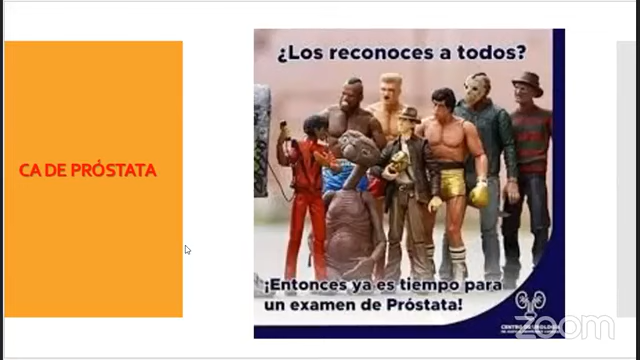 CA DE PRÓSTATA
¿Los reconoces a todos?
¡Entonces ya es tiempo para
un examen de Próstata!
zoom